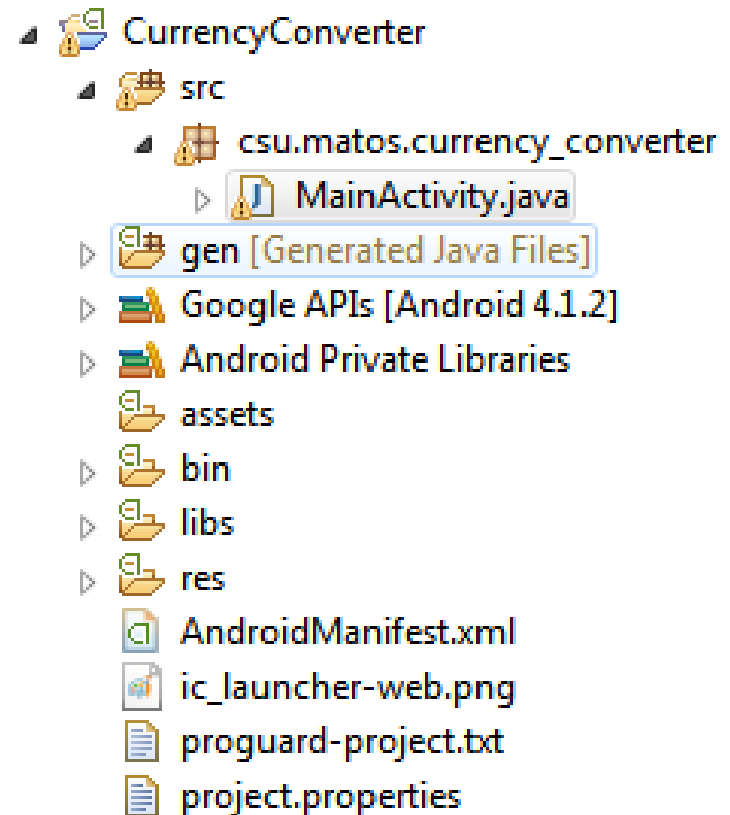 CurrencyConverter
src
csu.matos.currency_converter
MainActivity.java
gen [Generated Java Files]
Google APIs [Android 4.1.2]
Android Private Libraries
assets
bin
libs
res
AndroidManifest.xml
ic_launcher-web.png
proguard-project.txt
project.properties